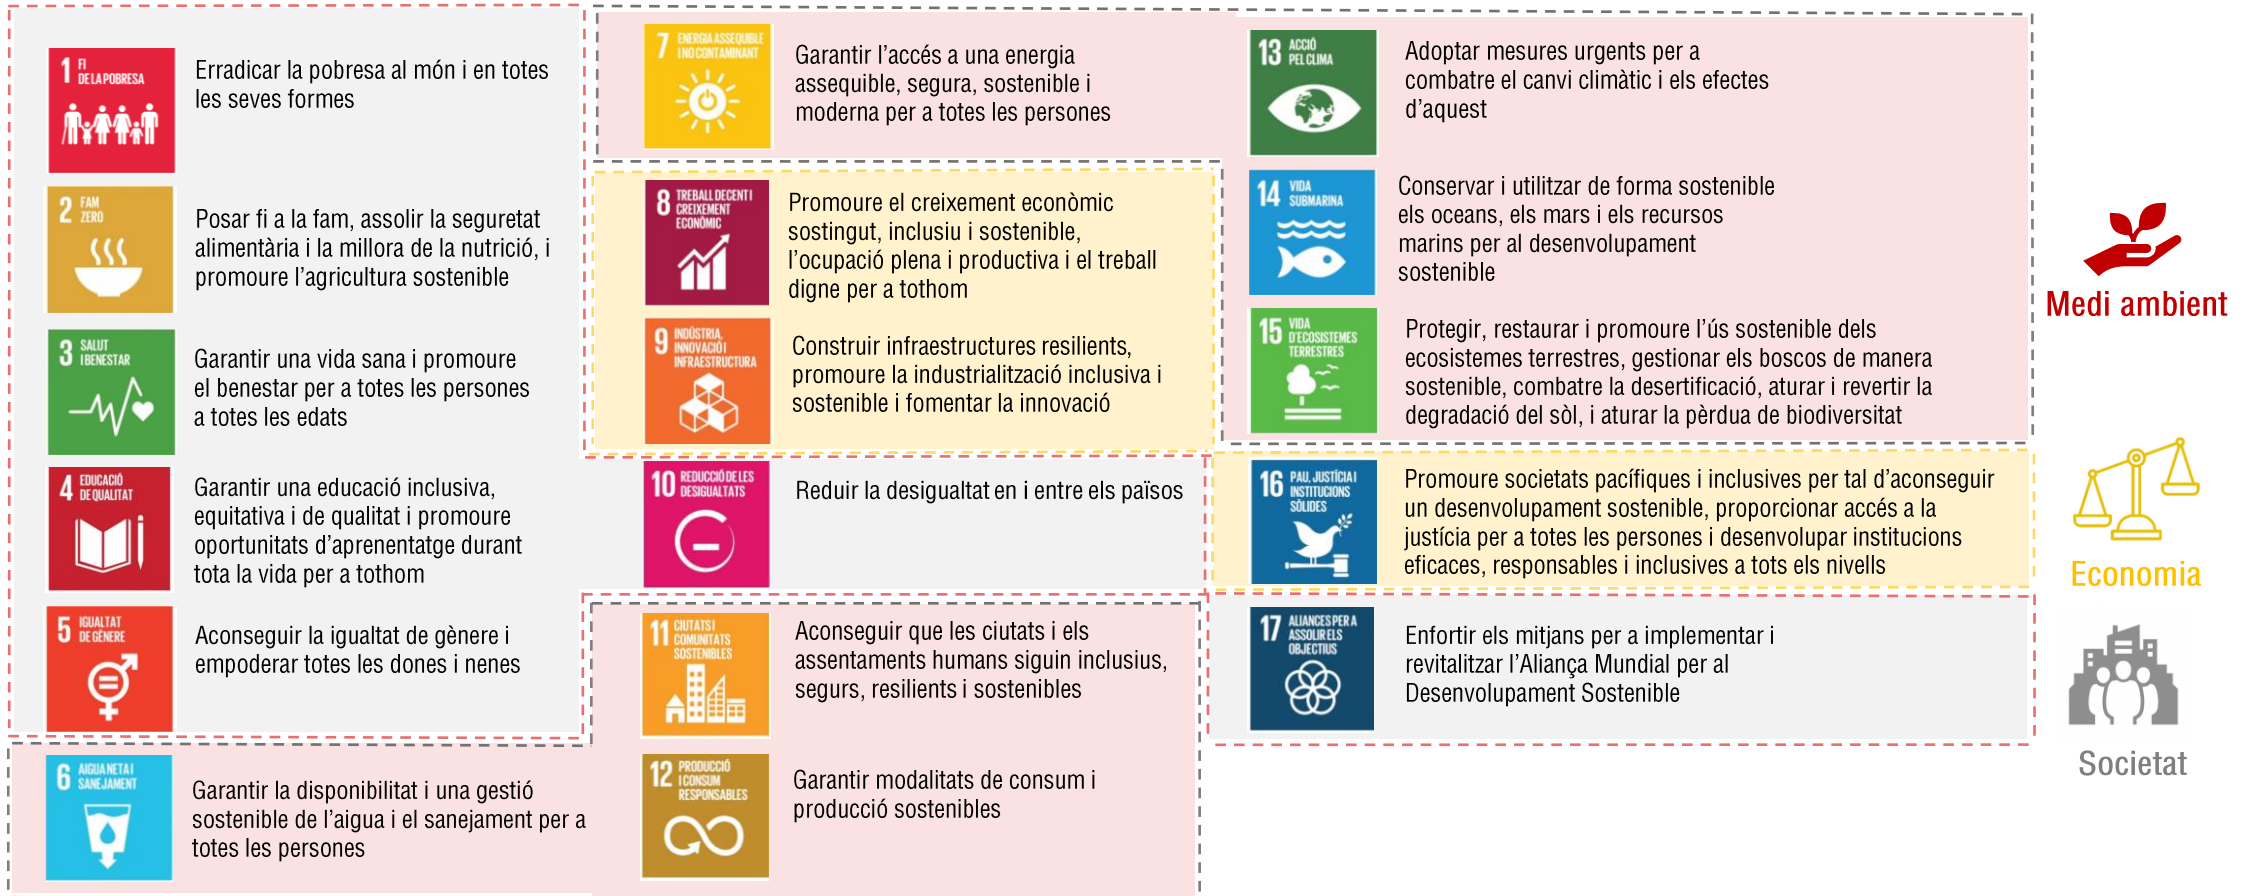 1 FI
DE LA POBRESA
Erradicar la pobresa al món i en totes
les seves formes
2 FAM
ZERO
Posar fi a la fam, assolir la seguretat
alimentària i la millora de la nutrició, i
promoure l’agricultura sostenible
3 SALUT
I BENESTAR
Garantir una vida sana i promoure
el benestar per a totes les persones
a totes les edats
4 EDUCACIÓ
DE QUALITAT
Garantir una educació inclusiva,
equitativa i de qualitat i promoure
oportunitats d’aprenentatge durant
tota la vida per a tothom
5 IGUALTAT
DE GÈNERE
Aconseguir la igualtat de gènere i
empoderar totes les dones i nenes
6 AIGUA NETA I
SANEJAMENT
Garantir la disponibilitat i una gestió
sostenible de l’aigua i el sanejament per a
totes les persones
7 ENERGIA ASSEQUIBLE
I NO CONTAMINANT
Garantir l’accés a una energia
assequible, segura, sostenible i
moderna per a totes les persones
8 TREBALL DECENT I
CREIXEMENT
ECONÒMIC
Promoure el creixement econòmic
sostingut, inclusiu i sostenible,
l’ocupació plena i productiva i el treball
digne per a tothom
9 INDÚSTRIA,
INNOVACIÓ I
INFRAESTRUCTURA
Construir infraestructures resilients,
promoure la industrialització inclusiva i
sostenible i fomentar la innovació
10 REDUCCIÓ DE LES
DESIGUALTATS
Reduir la desigualtat en i entre els països
11 CIUTATS I
COMUNITATS
SOSTENIBLES
Aconseguir que les ciutats i els
assentaments humans siguin inclusius,
segurs, resilients i sostenibles
12 PRODUCCIÓ
I CONSUM
RESPONSABLES
Garantir modalitats de consum i
producció sostenibles
13 ACCIÓ
PEL CLIMA
Adoptar mesures urgents per a
combatre el canvi climàtic i els efectes
d’aquest
14 VIDA
SUBMARINA
Conservar i utilitzar de forma sostenible
els oceans, els mars i els recursos
marins per al desenvolupament
sostenible
15 VIDA
D'ECOSISTEMES
TERRESTRES
Protegir, restaurar i promoure l’ús sostenible dels
ecosistemes terrestres, gestionar els boscos de manera
sostenible, combatre la desertificació, aturar i revertir la
degradació del sòl, i aturar la pèrdua de biodiversitat
16 PAU, JUSTÍCIA I
INSTITUCIONS
SÒLIDES
Promoure societats pacífiques i inclusives per tal d’aconseguir
un desenvolupament sostenible, proporcionar accés a la
justícia per a totes les persones i desenvolupar institucions
eficaces, responsables i inclusives a tots els nivells
17 ALIANCES PER A
ASSOLIR ELS
OBJECTIUS
Enfortir els mitjans per a implementar i
revitalitzar l’Aliança Mundial per al
Desenvolupament Sostenible
Medi ambient
Economia
Societat